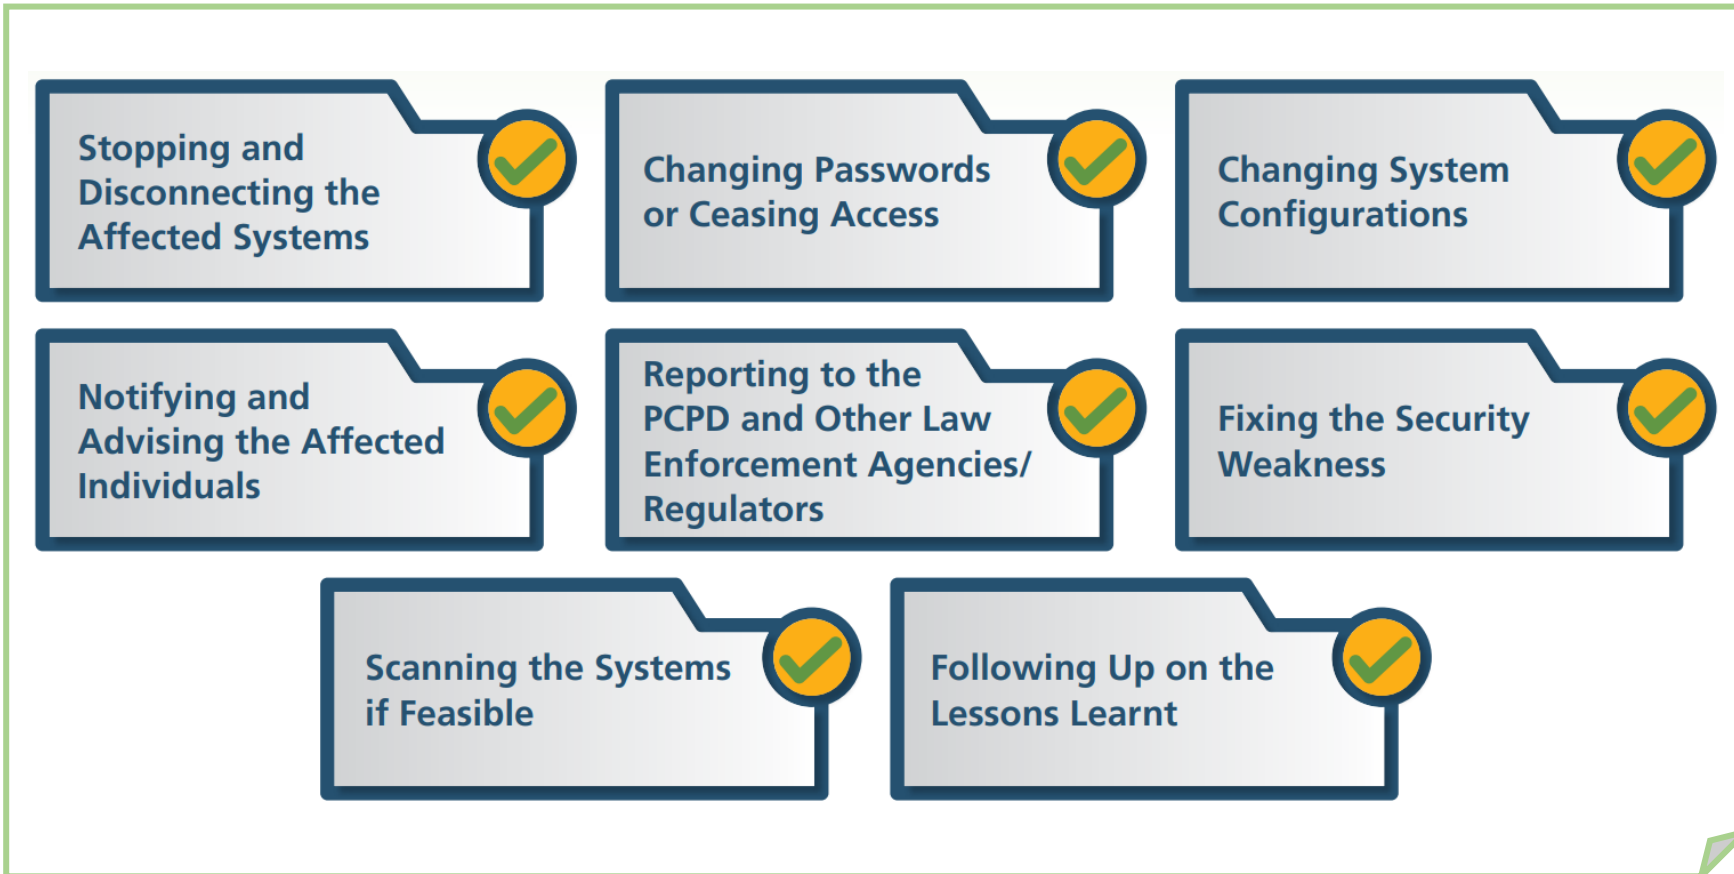 Stopping and
Disconnecting the
Affected Systems
Changing Passwords
or Ceasing Access
Changing System
Configurations
Notifying and
Advising the Affected
Individuals
Reporting to the
PCPD and Other Law
Enforcement Agencies/
Regulators
Fixing the Security
Weakness
Scanning the Systems
if Feasible
Following Up on the
Lessons Learnt